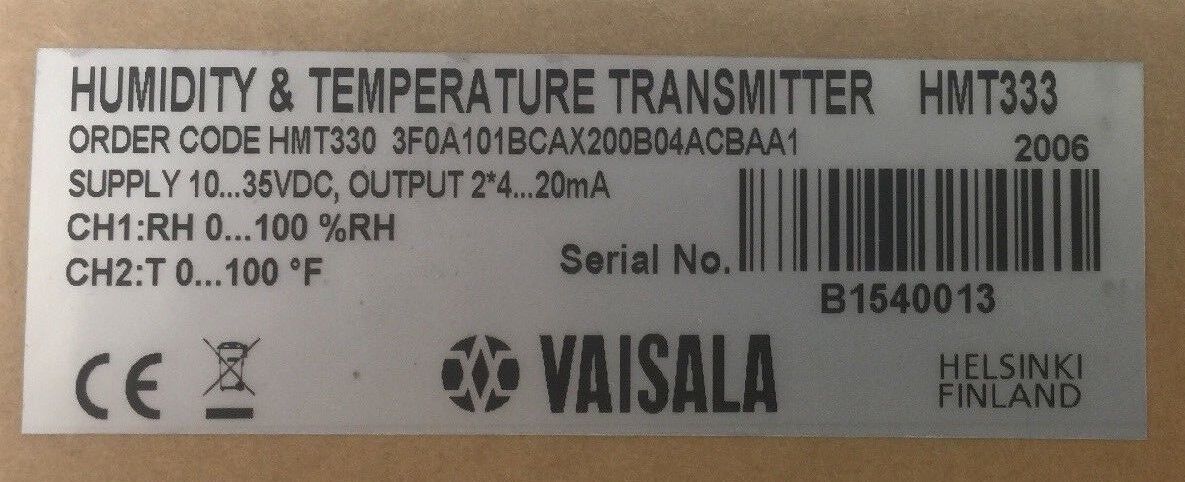 HUMIDITY & TEMPERATURE TRANSMITTER HMT333
ORDER CODE HMT330 3F0A101BCAX200B04ACBAA1
2006
SUPPLY 10...35VDC, OUTPUT 2*4...20mA
CH1:RH 0...100 %RH
CH2:T 0...100 °F
Serial No.
B1540013
CE
VAISALA
HELSINKI
FINLAND